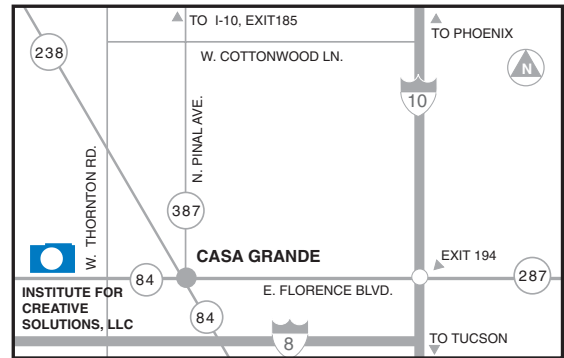 TO I-10, EXIT185
TO PHOENIX
238
W. COTTONWOOD LN.
N
10
N. PINAL AVE.
W. THORNTON RD.
387
CASA GRANDE
EXIT 194
84
287
INSTITUTE FOR
CREATIVE
SOLUTIONS, LLC
E. FLORENCE BLVD.
84
8
TO TUCSON